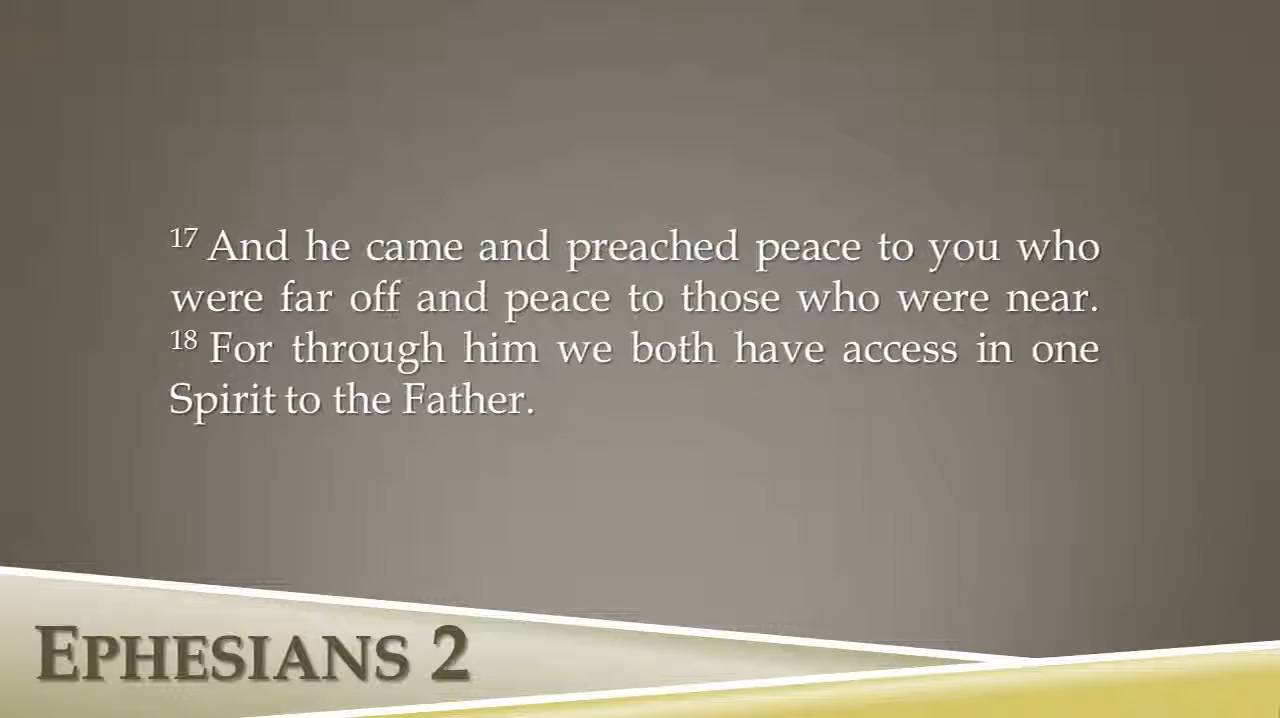 17 And he came and preached peace to you who
were far off and peace to those who were near.
18 For through him we both have access in one
Spirit to the Father.
EPHESIANS 2